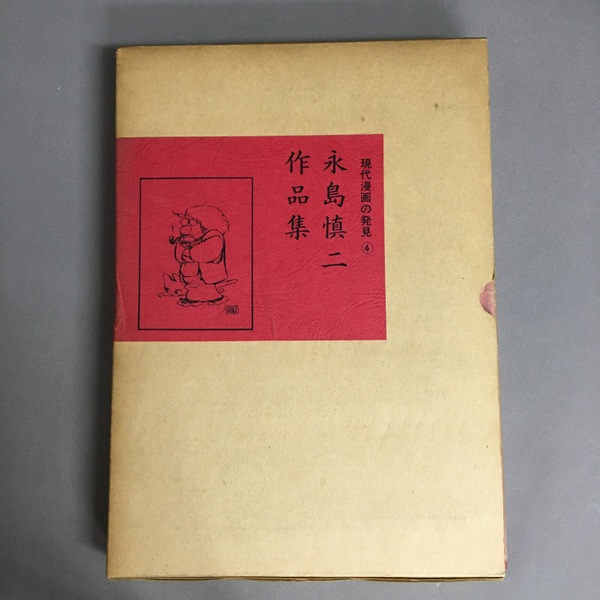 現代漫画の発見④
永島慎二
作品集